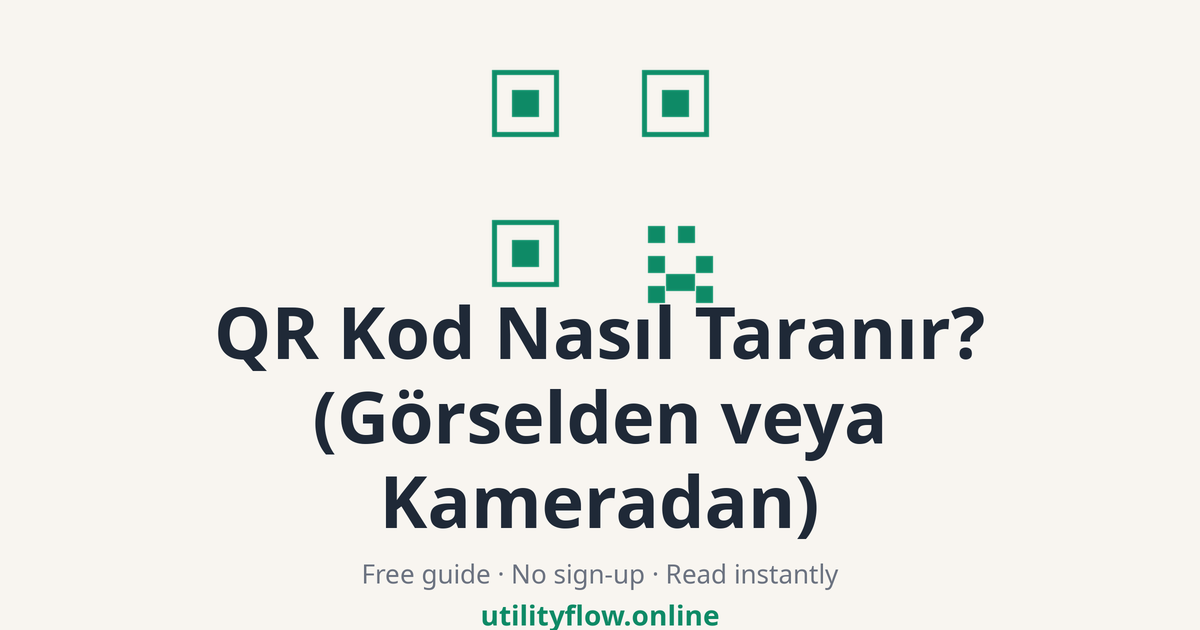 QR Kod Nasıl Taranır?
(Görselden veya
Kameradan)
Free guide · No sign-up · Read instantly
utilityflow.online